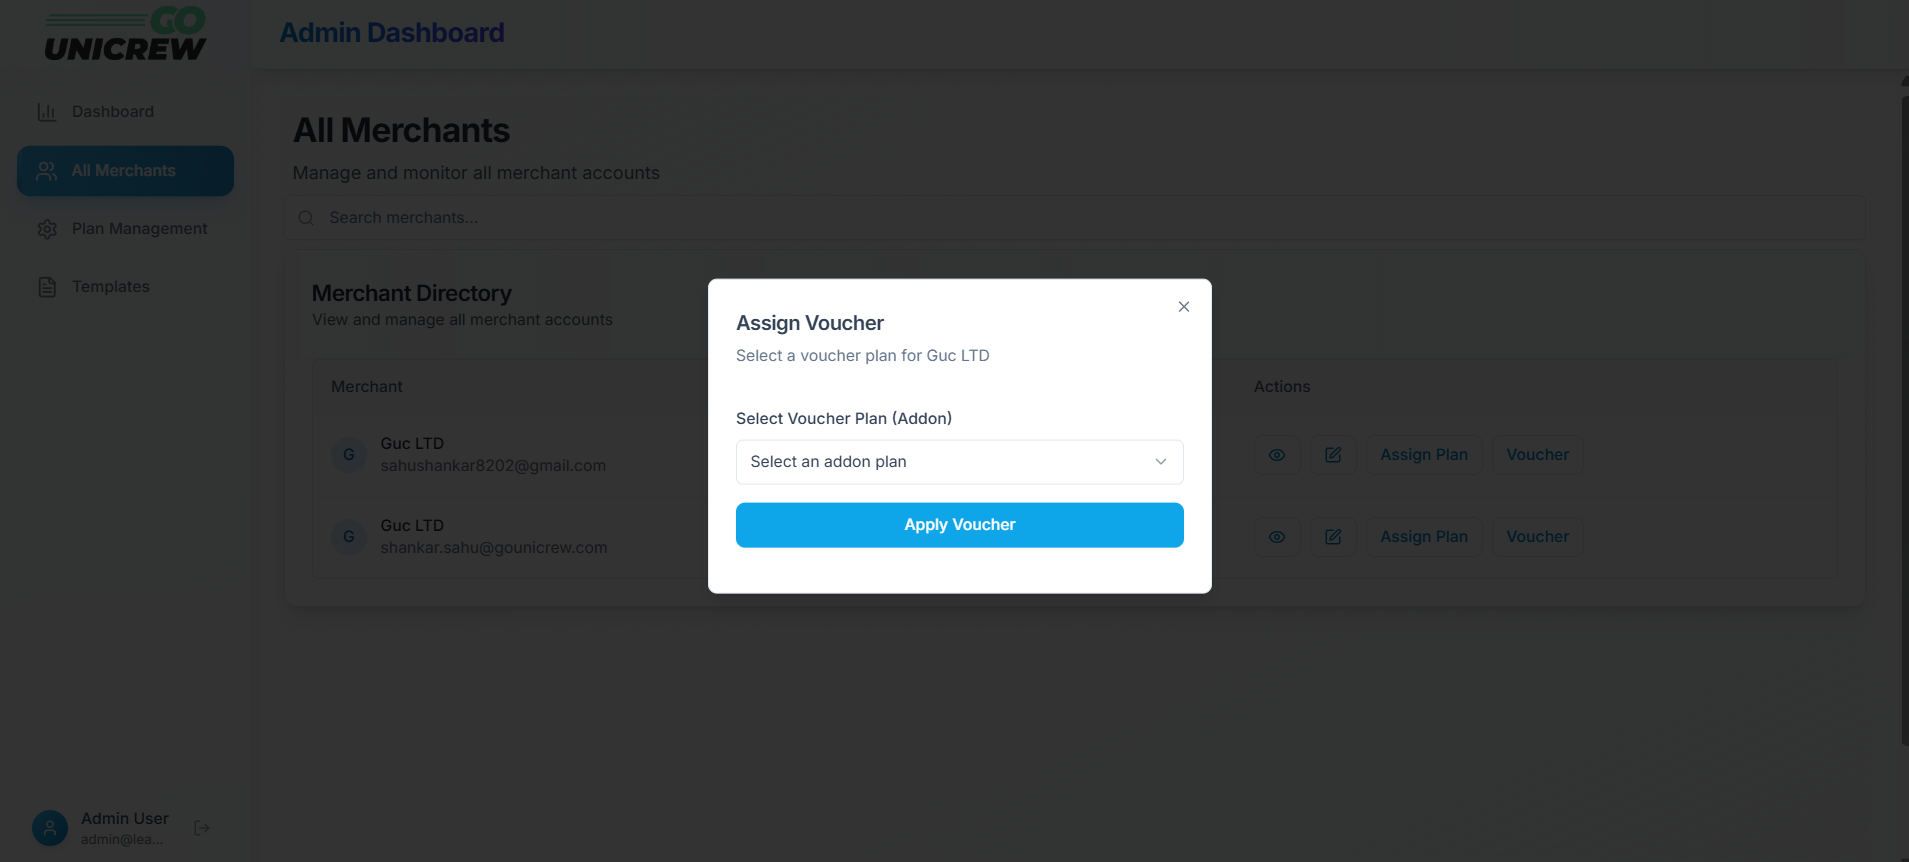 GO
UNICREW
Admin Dashboard
Dashboard
All Merchants
Plan Management
Templates
All Merchants
Manage and monitor all merchant accounts
Search merchants...
Merchant Directory
View and manage all merchant accounts
Merchant
Actions
G
Guc LTD
sahushankar8202@gmail.com
Assign Plan
Voucher
G
Guc LTD
shankar.sahu@gounicrew.com
Assign Plan
Voucher
Assign Voucher
Select a voucher plan for Guc LTD
Select Voucher Plan (Addon)
Select an addon plan
Apply Voucher
Admin User
admin@lea...